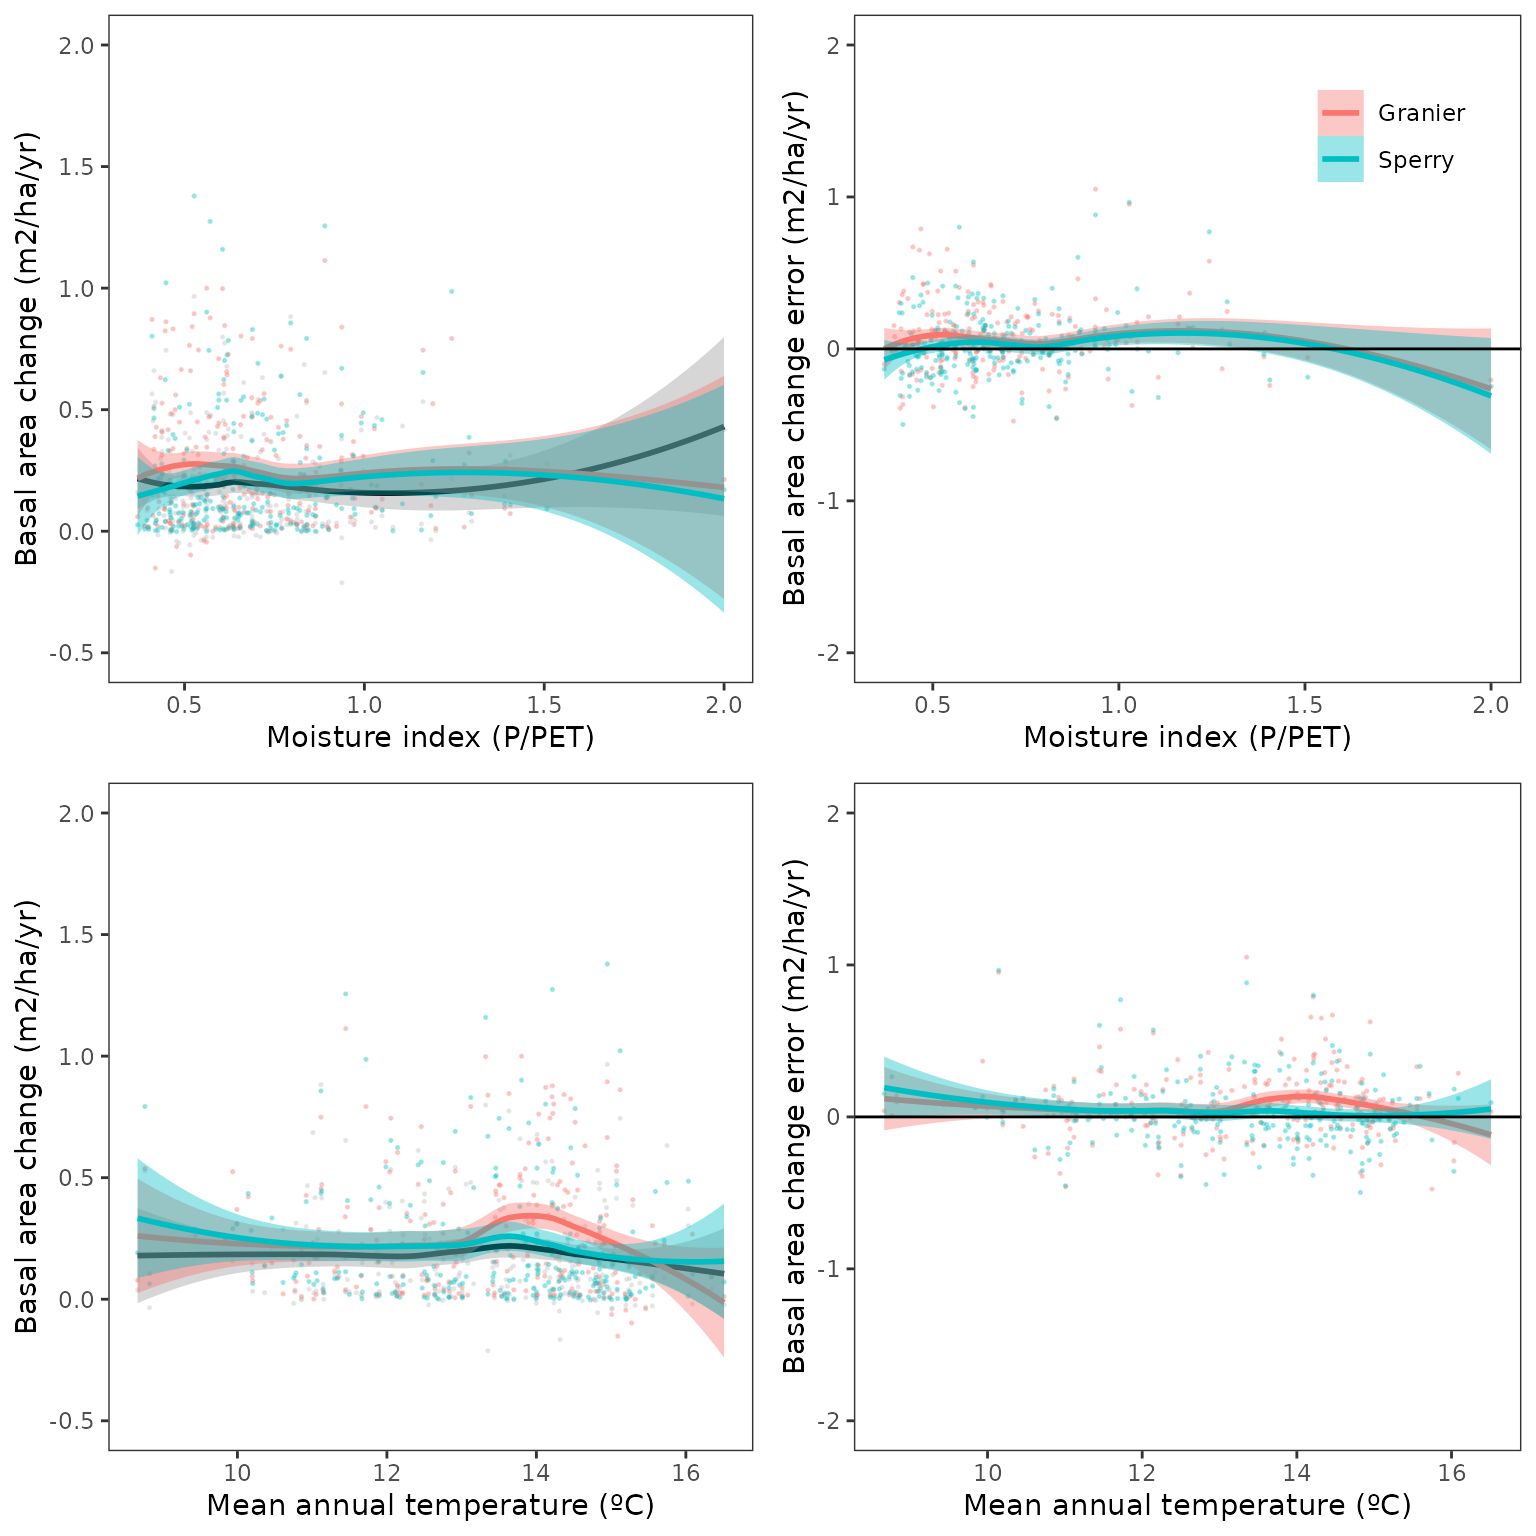 Basal area change (m2/ha/yr)
2.0
1.5
1.0
0.5
0.0
-0.5
0.5 1.0 1.5 2.0
Moisture index (P/PET)
Basal area change error (m2/ha/yr)
2
1
0
-1
-2
Granier
Sperry
0.5 1.0 1.5 2.0
Moisture index (P/PET)
Basal area change (m2/ha/yr)
2.0
1.5
1.0
0.5
0.0
-0.5
10 12 14 16
Mean annual temperature (ºC)
Basal area change error (m2/ha/yr)
2
1
0
-1
-2
10 12 14 16
Mean annual temperature (ºC)